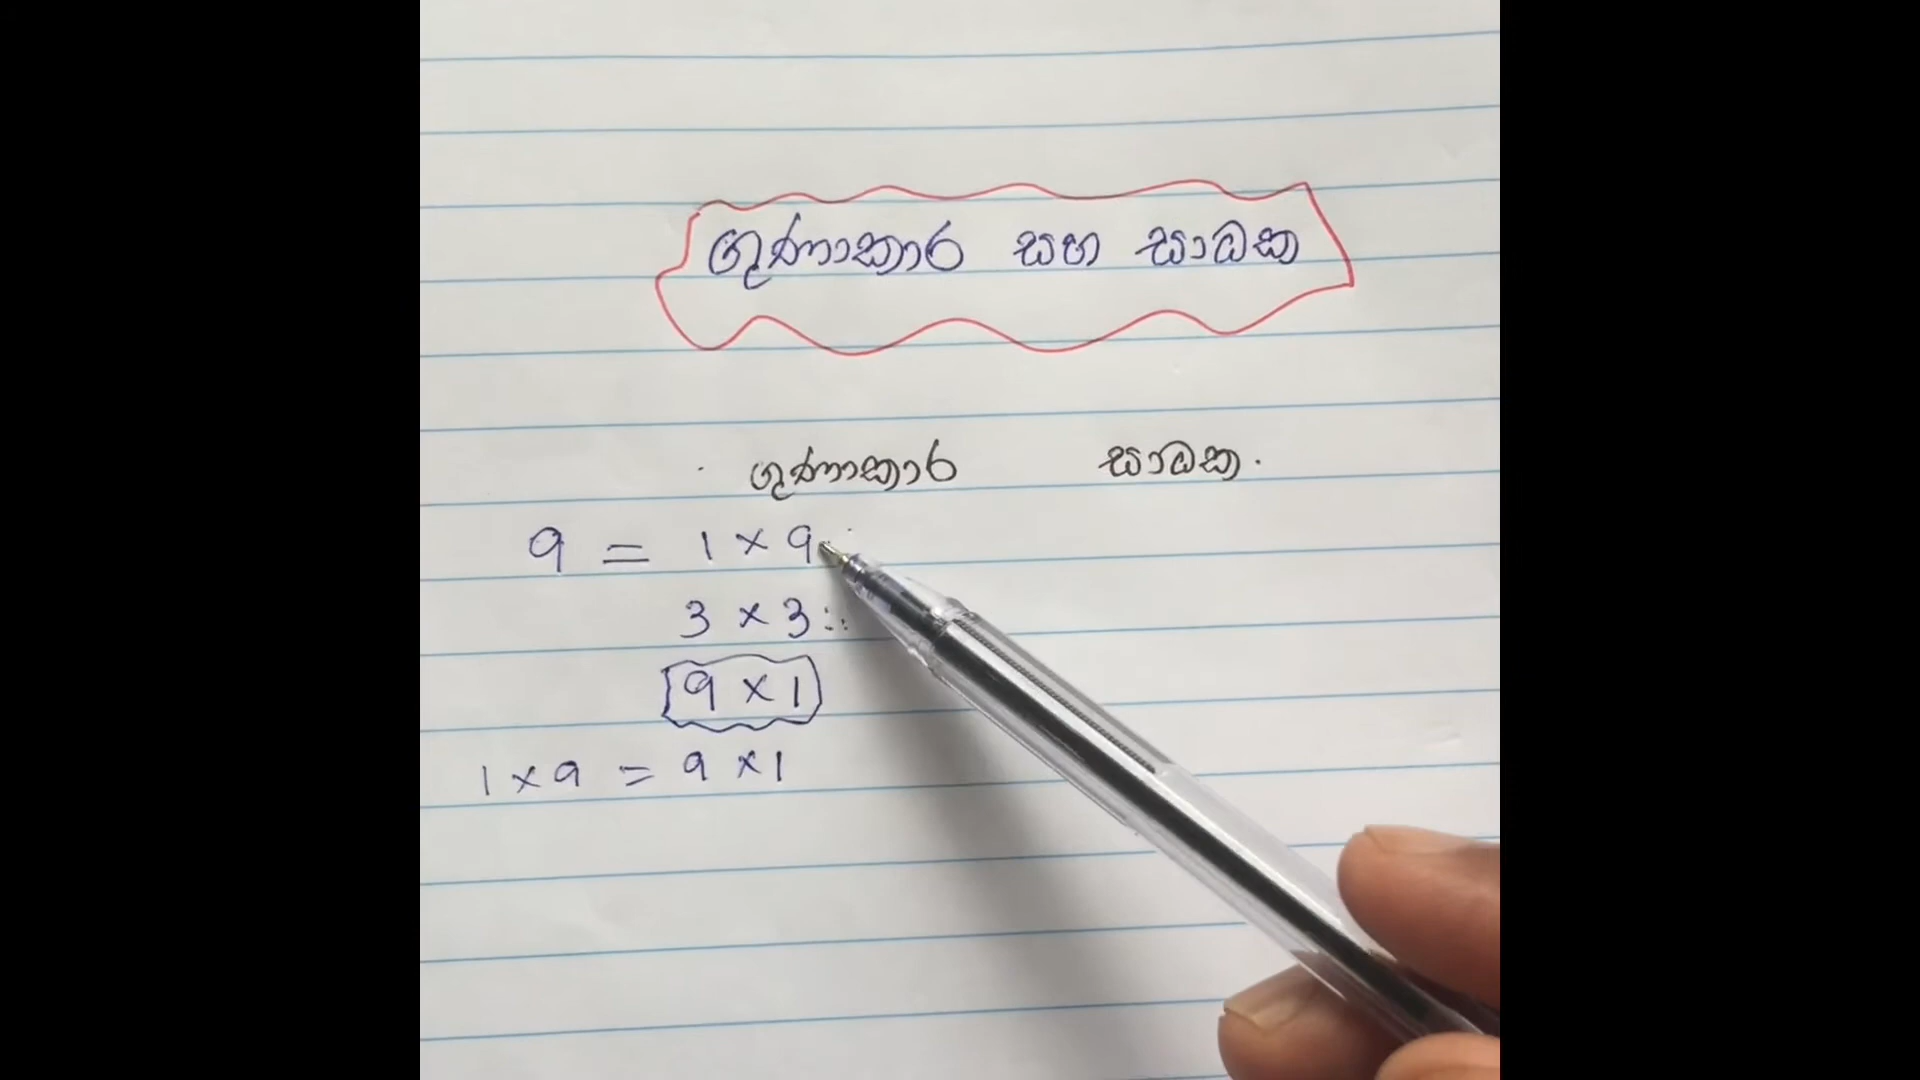 ගුණාකාර සහ සාධක
ගුණාකාර සාධක.
9 = 1 × 9
3 × 3
9 × 1
1 × 9 = 9 × 1